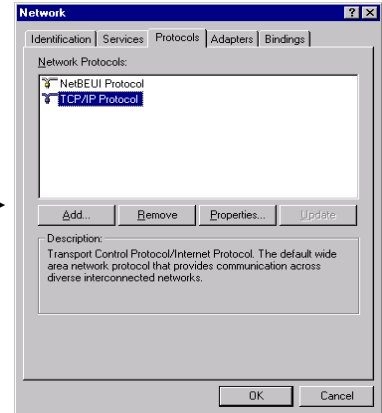 Network
Identification Services Protocols Adapters Bindings
Network Protocols:
NetBEUI Protocol
TCP/IP Protocol
Add... Remove Properties... Update
Description:
Transport Control Protocol/Internet Protocol. The default wide
area network protocol that provides communication across
diverse interconnected networks.
OK Cancel